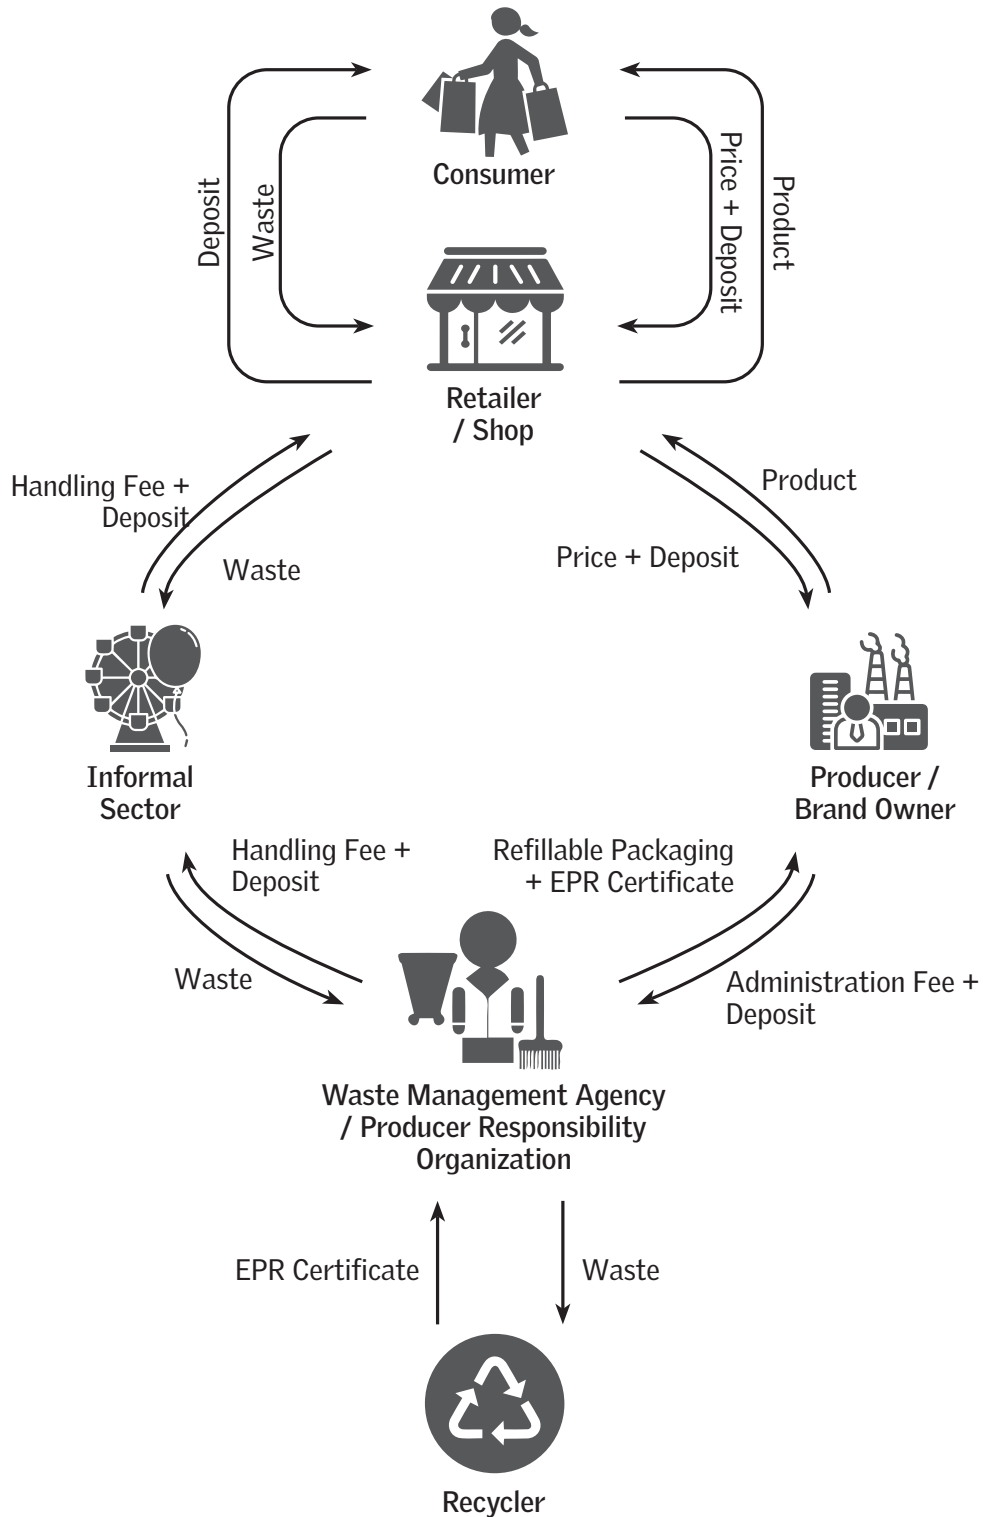 Consumer
Deposit
Waste
Price + Deposit
Product
Retailer
/ Shop
Handling Fee +
Deposit
Waste
Product
Price + Deposit
Informal
Sector
Producer /
Brand Owner
Handling Fee +
Deposit
Refillable Packaging
+ EPR Certificate
Waste
Administration Fee +
Deposit
Waste Management Agency
/ Producer Responsibility
Organization
EPR Certificate
Waste
Recycler